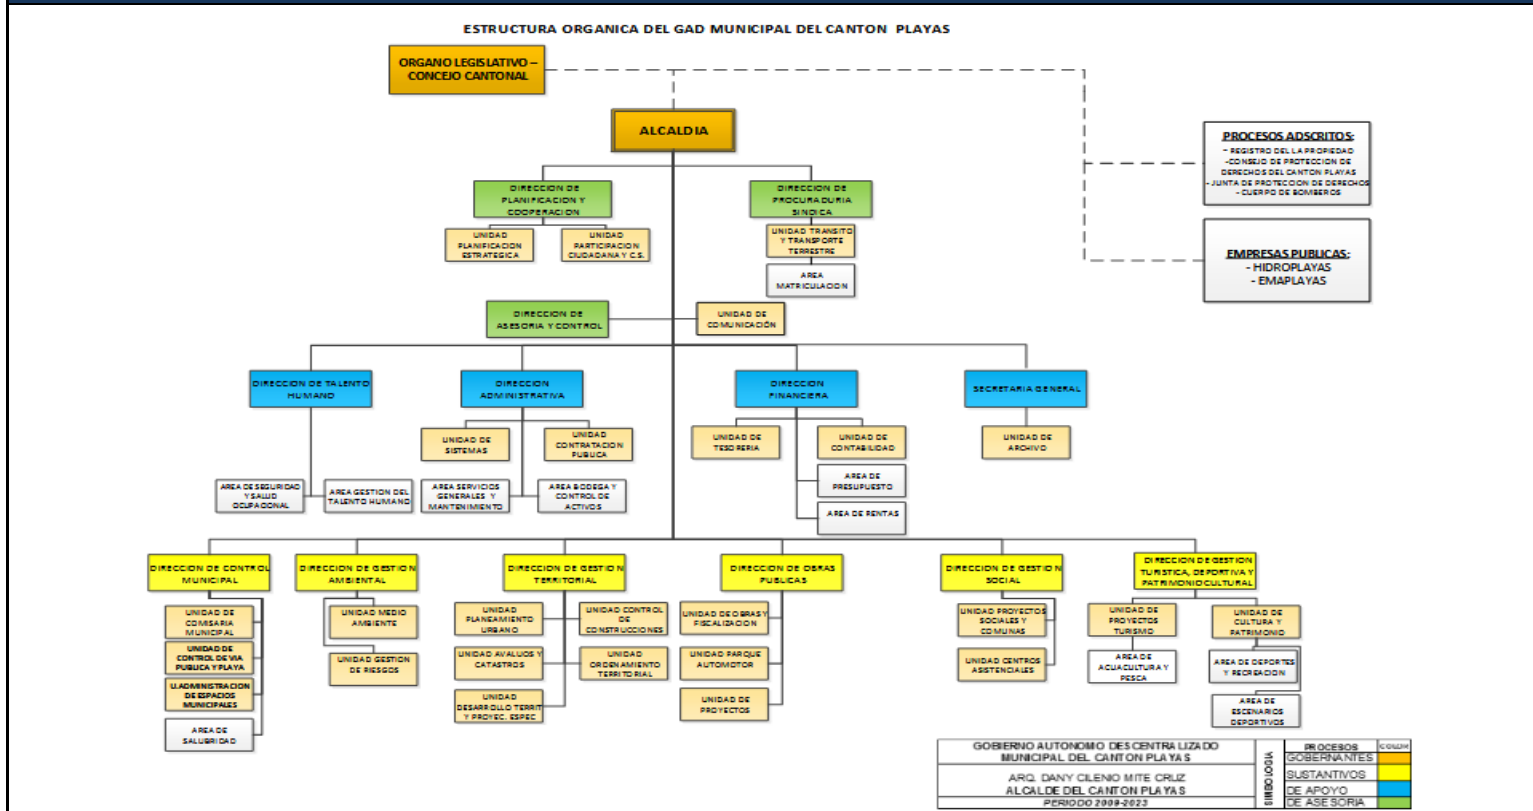 ESTRUCTURA ORGANICA DEL GAD MUNICIPAL DEL CANTON PLAYAS
ORGANO LEGISLATIVO –
CONCEJO CANTONAL
ALCALDIA
PROCESOS ADSCRITOS:
- REGISTRO DEL LA PROPIEDAD
-CONSEJO DE PROTECCION DE
DERECHOS DEL CANTON PLAYAS
- JUNTA DE PROTECCION DE DERECHOS
- CUERPO DE BOMBEROS
EMPRESAS PUBLICAS:
- HIDROPLAYAS
- EMAPLAYAS
DIRECCION DE
PLANIFICACION Y
COOPERACION
DIRECCION DE
PROCURADURIA
SINDICA
UNIDAD
PLANIFICACION
ESTRATEGICA
UNIDAD
PARTICIPACION
CIUDADANA Y C.S.
UNIDAD TRANSITO
Y TRANSPORTE
TERRESTRE
AREA
MATRICULACION
DIRECCION DE
ASESORIA Y CONTROL
UNIDAD DE
COMUNICACIÓN
DIRECCION DE TALENTO
HUMANO
DIRECCION
ADMINISTRATIVA
DIRECCION
FINANCIERA
SECRETARIA GENERAL
UNIDAD DE
SISTEMAS
UNIDAD
CONTRATACION
PUBLICA
UNIDAD DE
TESORERIA
UNIDAD DE
CONTABILIDAD
UNIDAD DE
ARCHIVO
AREA DE SEGURIDAD
Y SALUD
OCUPACIONAL
AREA GESTION DEL
TALENTO HUMANO
AREA SERVICIOS
GENERALES Y
MANTENIMIENTO
AREA BODEGA Y
CONTROL DE
ACTIVOS
AREA DE
PRESUPUESTO
AREA DE RENTAS
DIRECCION DE CONTROL
MUNICIPAL
DIRECCION DE GESTION
AMBIENTAL
DIRECCION DE GESTION
TERRITORIAL
DIRECCION DE OBRAS
PUBLICAS
DIRECCION DE GESTION
SOCIAL
DIRECCION DE GESTION
TURISTICA, DEPORTIVA Y
PATRIMONIO CULTURAL
UNIDAD DE
COMISARIA
MUNICIPAL
UNIDAD DE
CONTROL DE VIA
PUBLICA Y PLAYA
U.ADMINISTRACION
DE ESPACIOS
MUNICIPALES
AREA DE
SALUBRIDAD
UNIDAD MEDIO
AMBIENTE
UNIDAD GESTION
DE RIESGOS
UNIDAD
PLANEAMIENTO
URBANO
UNIDAD CONTROL
DE
CONSTRUCCIONES
UNIDAD AVALUOS Y
CATASTROS
UNIDAD
ORDENAMIENTO
TERRITORIAL
UNIDAD
DESARROLLO TERRIT
Y PROYEC. ESPEC
UNIDAD DE OBRAS Y
FISCALIZACION
UNIDAD PARQUE
AUTOMOTOR
UNIDAD DE
PROYECTOS
UNIDAD PROYECTOS
SOCIALES Y
COMUNAS
UNIDAD CENTROS
ASISTENCIALES
UNIDAD DE
PROYECTOS
TURISMO
AREA DE
ACUACULTURA Y
PESCA
UNIDAD DE
CULTURA Y
PATRIMONIO
AREA DE DEPORTES
Y RECREACION
AREA DE
ESCENARIOS
DEPORTIVOS
GOBIERNO AUTONOMO DESCENTRALIZADO
MUNICIPAL DEL CANTON PLAYAS
ARQ. DANY CILENIO MITE CRUZ
ALCALDE DEL CANTON PLAYAS
PERIODO 2009-2023
SIMBOLOGIA
PROCESOS COLOR
GOBERNANTES
SUSTANTIVOS
DE APOYO
DE ASESORIA